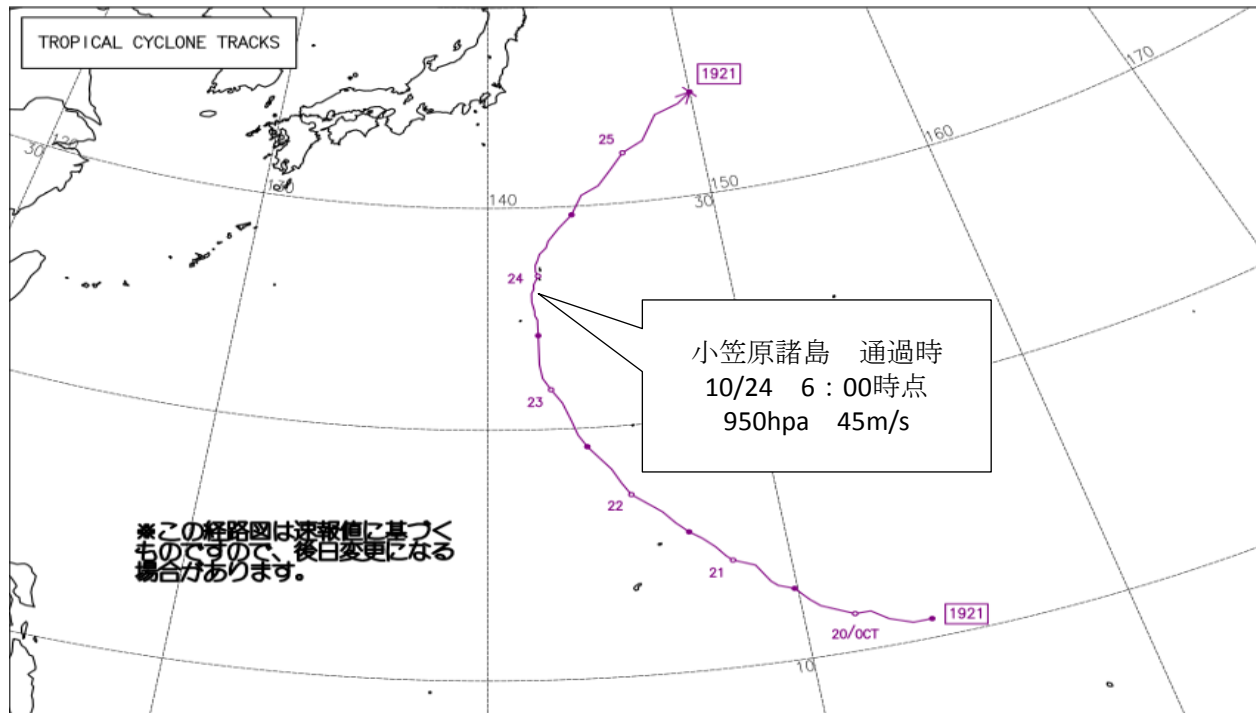 TROPICAL CYCLONE TRACKS
1921
170
160
25
120
30
130
150
140
30
24
小笠原諸島　通過時
10/24　6：00時点
950hpa　45m/s
23
22
※この経路図は速報値に基づく
ものですので、後日変更になる
場合があります。
21
20/OCT
1921
10